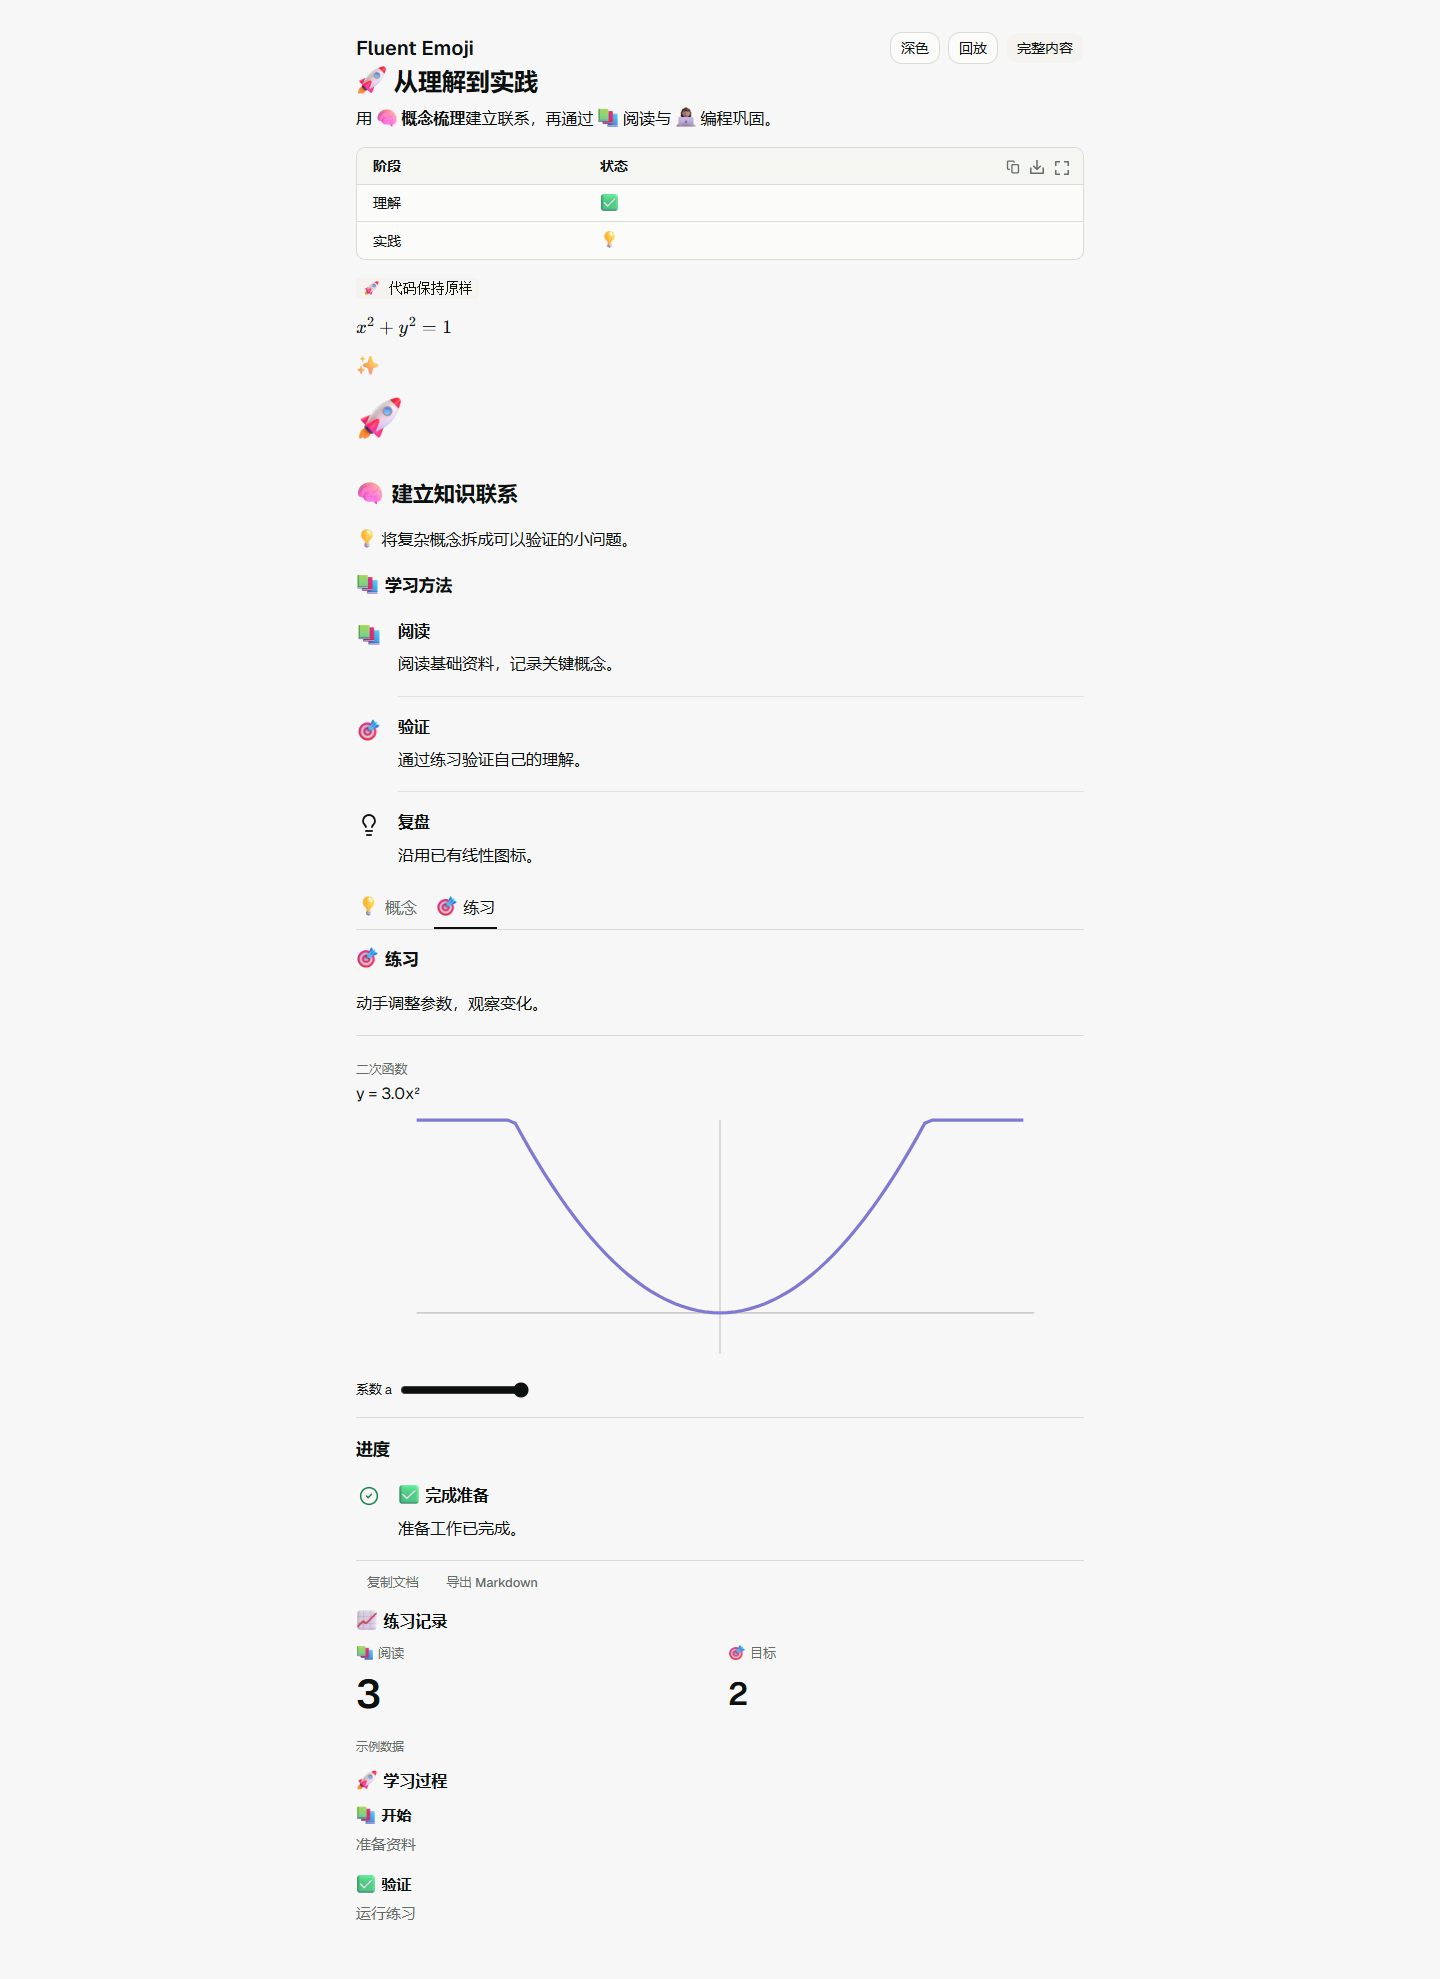 Fluent Emoji
深色 回放 完整内容
🚀 从理解到实践
用 🧠 概念梳理建立联系，再通过 📚 阅读与 👩🏽‍💻 编程巩固。
阶段 状态
理解 ✅
实践 💡
🚀 代码保持原样
x² + y² = 1
✨
🚀
🧠 建立知识联系
💡 将复杂概念拆成可以验证的小问题。
📚 学习方法
📚 阅读
阅读基础资料，记录关键概念。
🎯 验证
通过练习验证自己的理解。
复盘
沿用已有线性图标。
💡 概念 🎯 练习
🎯 练习
动手调整参数，观察变化。
二次函数
y = 3.0x²
系数 a
进度
✅ 完成准备
准备工作已完成。
复制文档 导出 Markdown
📈 练习记录
📚 阅读 🎯 目标
3 2
示例数据
🚀 学习过程
📚 开始
准备资料
✅ 验证
运行练习